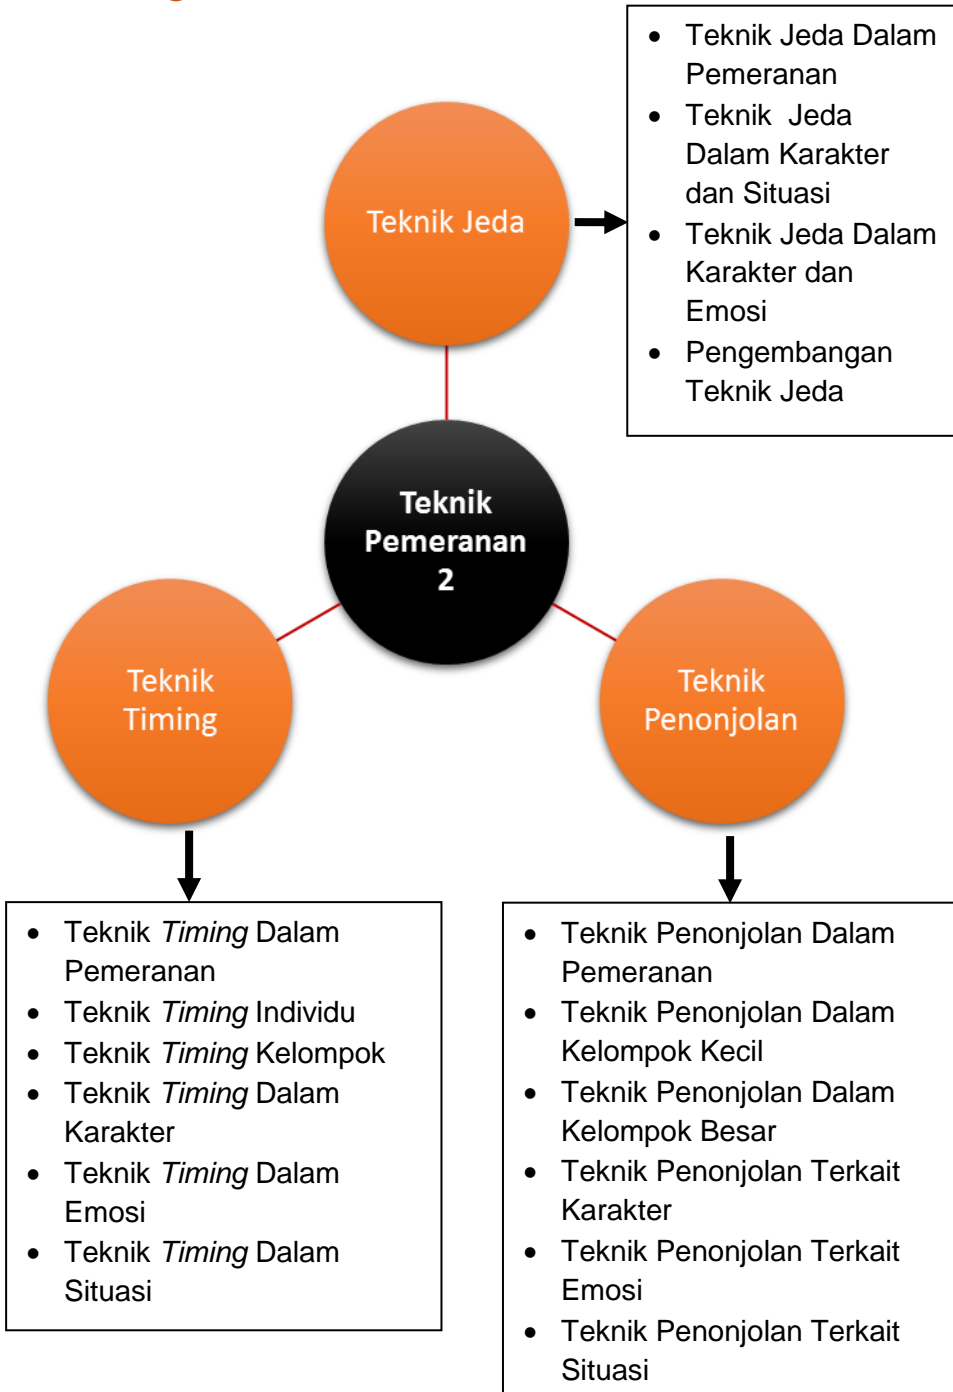 Teknik Jeda
• Teknik Jeda Dalam
Pemeranan
• Teknik Jeda
Dalam Karakter
dan Situasi
• Teknik Jeda Dalam
Karakter dan
Emosi
• Pengembangan
Teknik Jeda
Teknik
Pemeranan
2
Teknik
Timing
Teknik
Penonjolan
• Teknik Timing Dalam
Pemeranan
• Teknik Timing Individu
• Teknik Timing Kelompok
• Teknik Timing Dalam
Karakter
• Teknik Timing Dalam
Emosi
• Teknik Timing Dalam
Situasi
• Teknik Penonjolan Dalam
Pemeranan
• Teknik Penonjolan Dalam
Kelompok Kecil
• Teknik Penonjolan Dalam
Kelompok Besar
• Teknik Penonjolan Terkait
Karakter
• Teknik Penonjolan Terkait
Emosi
• Teknik Penonjolan Terkait
Situasi